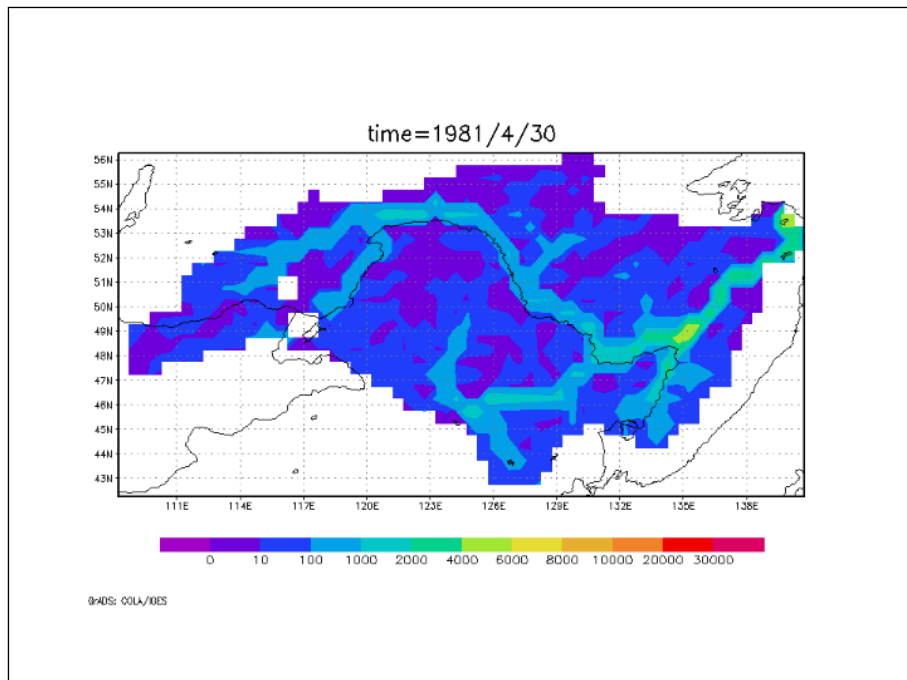 time=1981/4/30
56N
55N
54N
53N
52N
51N
50N
49N
48N
47N
46N
45N
44N
43N
111E 114E 117E 120E 123E 126E 129E 132E 135E 138E
0 10 100 1000 2000 4000 6000 8000 10000 20000 30000
GrADS: COLA/IGES